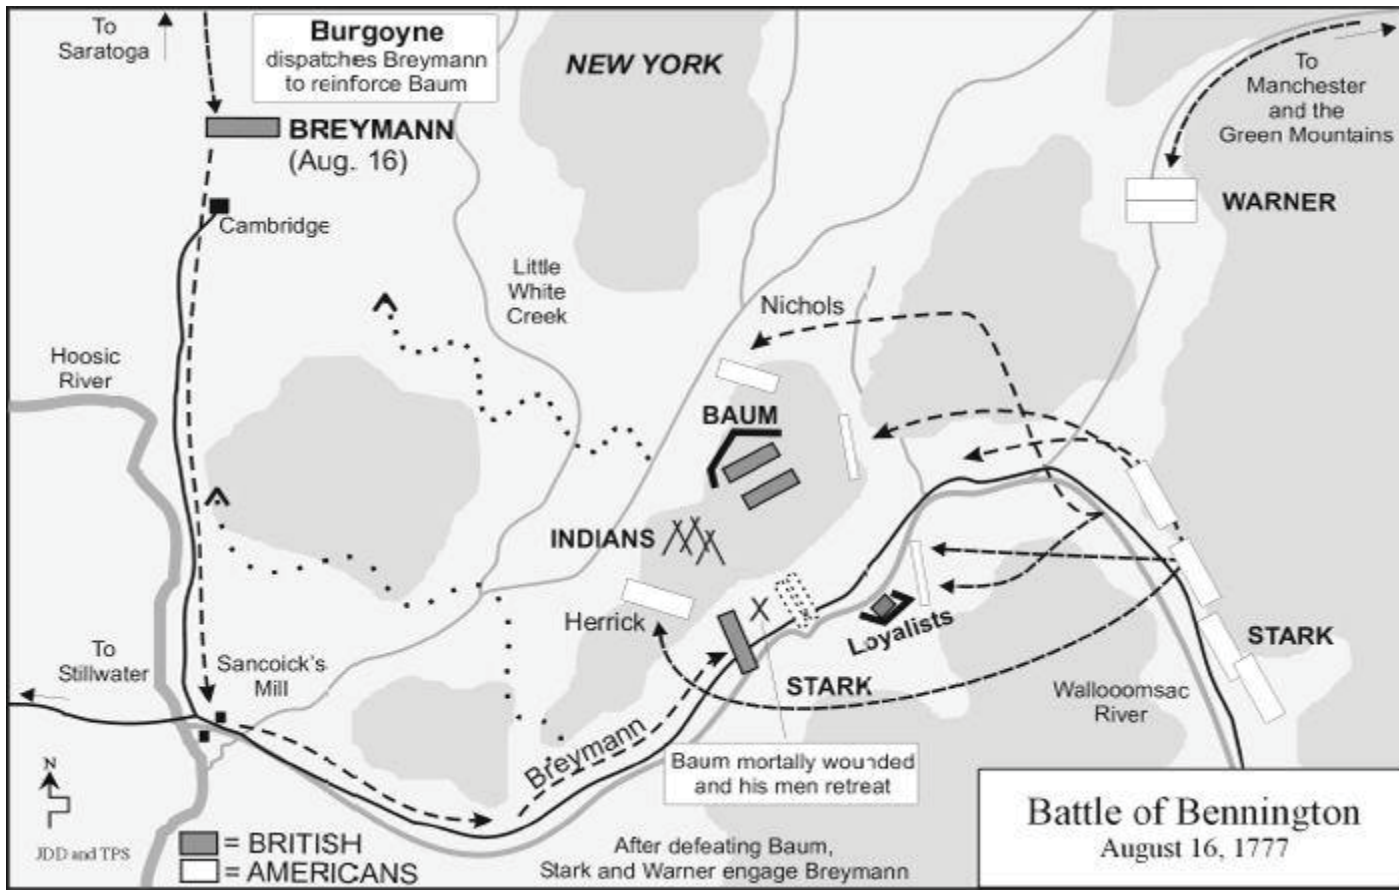 To
Saratoga
Burgoyne
dispatches Breymann
to reinforce Baum
NEW YORK
To
Manchester
and the
Green Mountains
BREYMANN
(Aug. 16)
WARNER
Cambridge
Little
White
Creek
Nichols
Hoosic
River
BAUM
INDIANS
Herrick
Loyalists
STARK
To
Stillwater
Sancoick's
Mill
STARK
Wallooomsac
River
Breymann
Baum mortally wounded
and his men retreat
N
JDD and TPS
= BRITISH
= AMERICANS
After defeating Baum,
Stark and Warner engage Breymann
Battle of Bennington
August 16, 1777